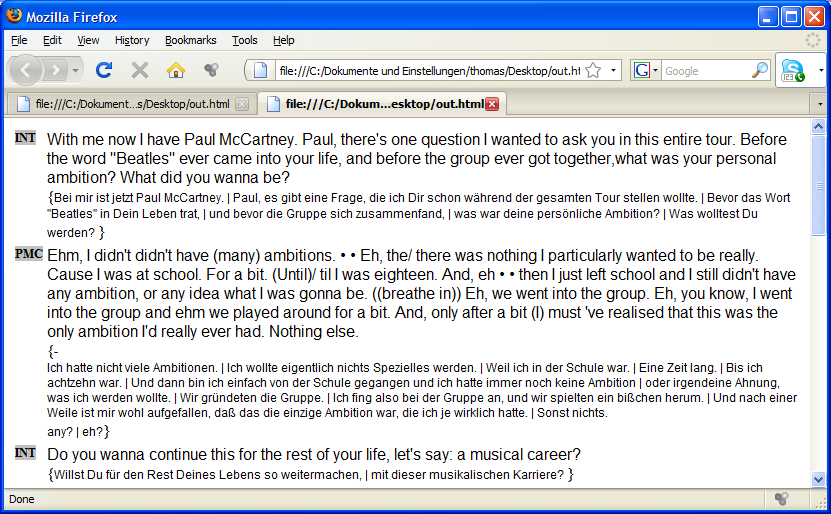 Mozilla Firefox
File Edit View History Bookmarks Tools Help
file:///C:/Dokumente und Einstellungen/thomas/Desktop/out.ht
G Google
123
file:///C:/Dokument...s/Desktop/out.html file:///C:/Dokum...esktop/out.html
INT With me now I have Paul McCartney. Paul, there's one question I wanted to ask you in this entire tour. Before
the word "Beatles" ever came into your life, and before the group ever got together,what was your personal
ambition? What did you wanna be?
{Bei mir ist jetzt Paul McCartney. | Paul, es gibt eine Frage, die ich Dir schon während der gesamten Tour stellen wollte. | Bevor das Wort
"Beatles" in Dein Leben trat, | und bevor die Gruppe sich zusammenfand, | was war deine persönliche Ambition? | Was wolltest Du
werden? }
PMC Ehm, I didn't didn't have (many) ambitions. • • Eh, the/ there was nothing I particularly wanted to be really.
Cause I was at school. For a bit. (Until)/ til I was eighteen. And, eh • • then I just left school and I still didn't have
any ambition, or any idea what I was gonna be. ((breathe in)) Eh, we went into the group. Eh, you know, I went
into the group and ehm we played around for a bit. And, only after a bit (I) must 've realised that this was the
only ambition I'd really ever had. Nothing else.
{-
Ich hatte nicht viele Ambitionen. | Ich wollte eigentlich nichts Spezielles werden. | Weil ich in der Schule war. | Eine Zeit lang. | Bis ich
achtzehn war. | Und dann bin ich einfach von der Schule gegangen und ich hatte immer noch keine Ambition | oder irgendeine Ahnung,
was ich werden wollte. | Wir gründeten die Gruppe. | Ich fing also bei der Gruppe an, und wir spielten ein bißchen herum. | Und nach einer
Weile ist mir wohl aufgefallen, daß das die einzige Ambition war, die ich je wirklich hatte. | Sonst nichts.
any? | eh?}
INT Do you wanna continue this for the rest of your life, let's say: a musical career?
{Willst Du für den Rest Deines Lebens so weitermachen, | mit dieser musikalischen Karriere? }
Done